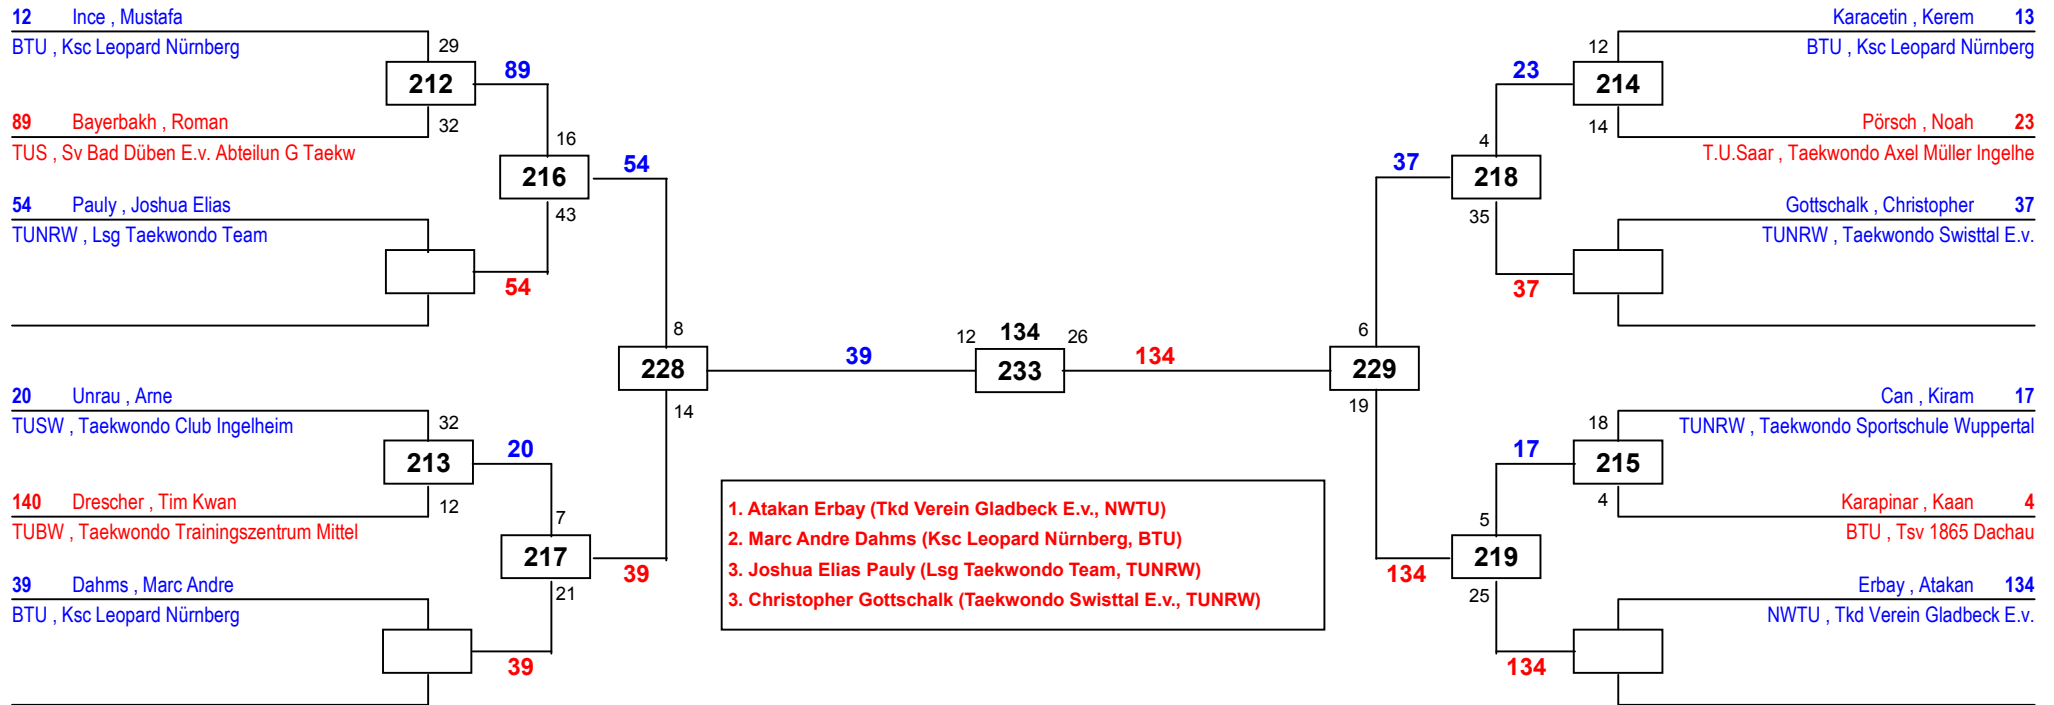 12 Ince , Mustafa
BTU , Ksc Leopard Nürnberg
29
212
89
32
89 Bayerbakh , Roman
TUS , Sv Bad Düben E.v. Abteilun G Taekw
16
216
54
43
54 Pauly , Joshua Elias
TUNRW , Lsg Taekwondo Team
54
8
228
39
14
20 Unrau , Arne
TUSW , Taekwondo Club Ingelheim
32
213
20
12
140 Drescher , Tim Kwan
TUBW , Taekwondo Trainingszentrum Mittel
7
217
39
21
39 Dahms , Marc Andre
BTU , Ksc Leopard Nürnberg
39
12 134 26
233
134
1. Atakan Erbay (Tkd Verein Gladbeck E.v., NWTU)
2. Marc Andre Dahms (Ksc Leopard Nürnberg, BTU)
3. Joshua Elias Pauly (Lsg Taekwondo Team, TUNRW)
3. Christopher Gottschalk (Taekwondo Swisttal E.v., TUNRW)
Karacetin , Kerem 13
BTU , Ksc Leopard Nürnberg
12
23
214
14
Pörsch , Noah 23
T.U.Saar , Taekwondo Axel Müller Ingelhe
4
37
218
35
Gottschalk , Christopher 37
TUNRW , Taekwondo Swisttal E.v.
37
6
229
19
Can , Kiram 17
TUNRW , Taekwondo Sportschule Wuppertal
18
17
215
4
Karapinar , Kaan 4
BTU , Tsv 1865 Dachau
5
219
134
25
Erbay , Atakan 134
NWTU , Tkd Verein Gladbeck E.v.
134